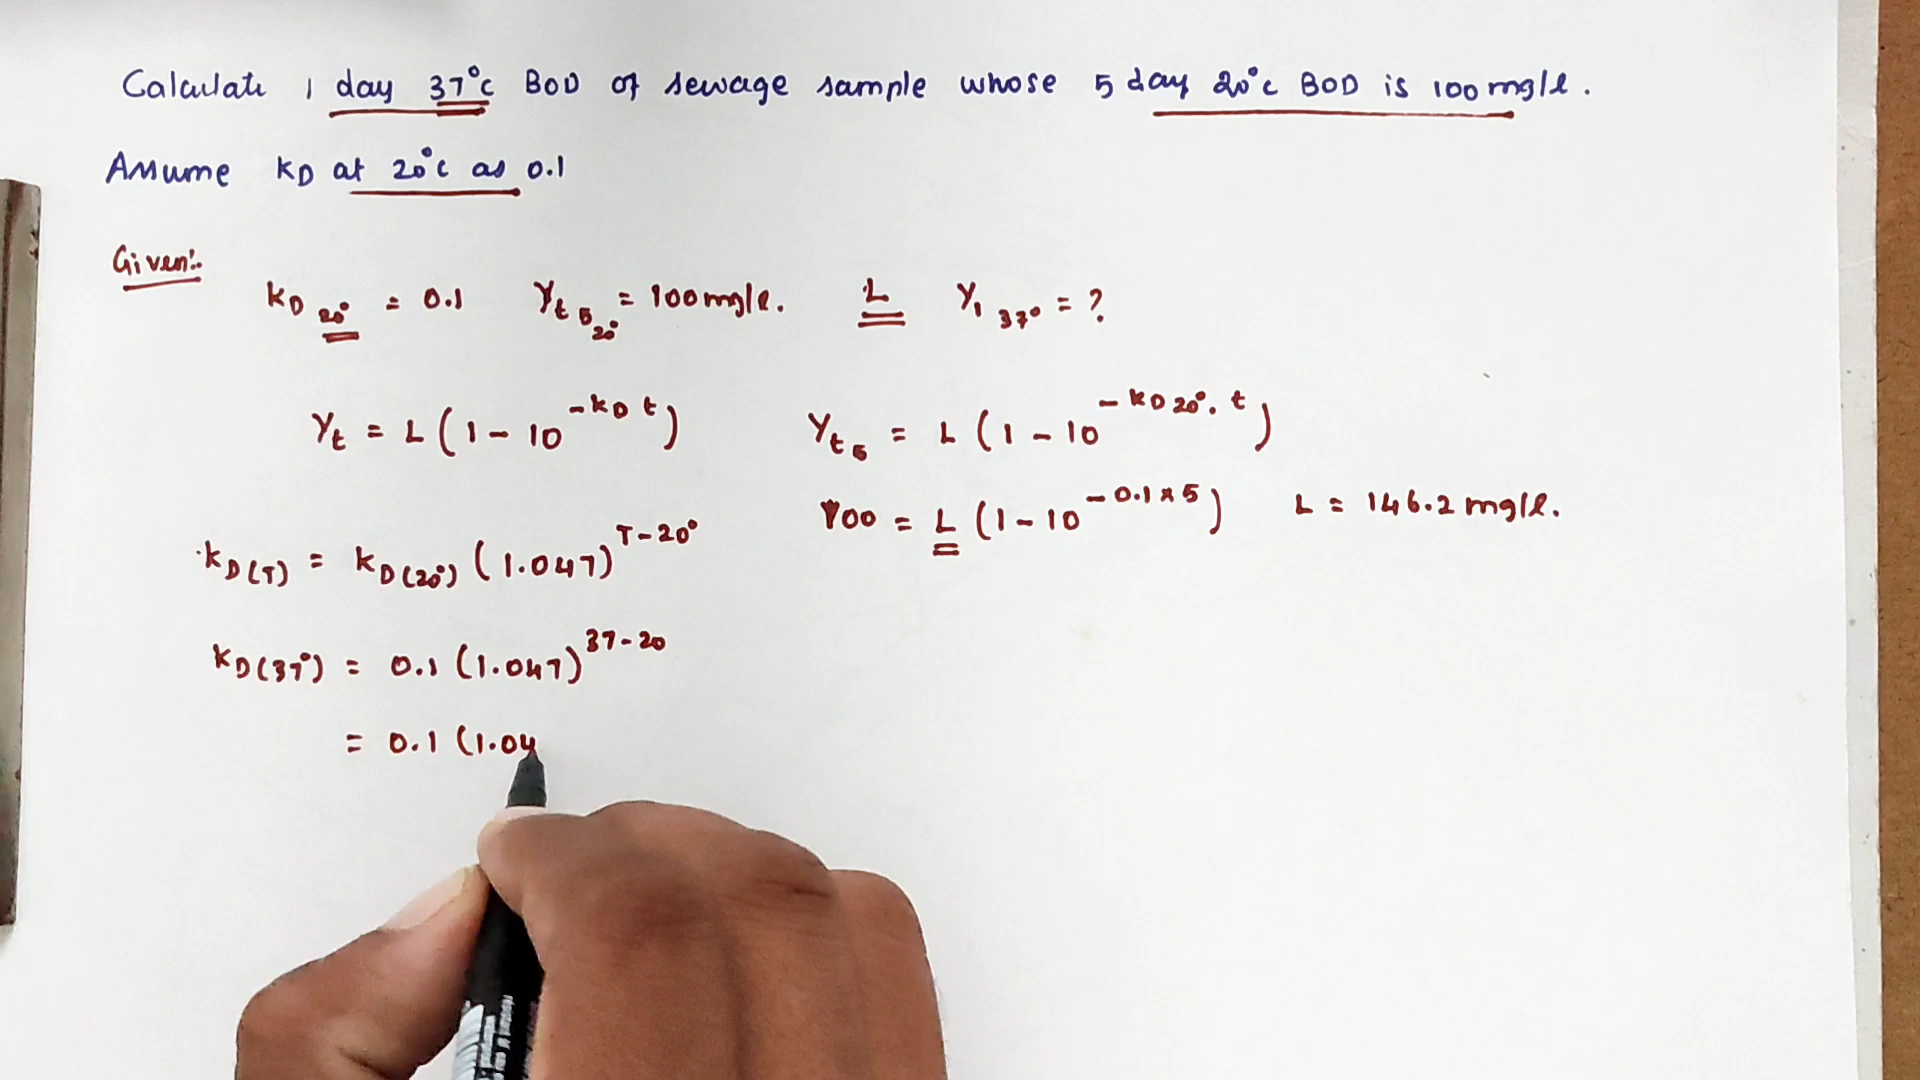 Calculate 1 day 37°C BOD of sewage sample whose 5 day 20°C BOD is 100 mg/l.
Assume KD at 20°C as 0.1
Given:-
KD 20° = 0.1 Yt 5 20° = 100 mg/l. L Y1 37° = ?
Yt = L (1 - 10^-KD t) Yt5 = L (1 - 10^-KD 20°. t)
100 = L (1 - 10^-0.1 x 5) L = 146.2 mg/l.
KD(T) = KD(20°) (1.047)^T-20°
KD(37°) = 0.1 (1.047)^37-20
= 0.1 (1.04